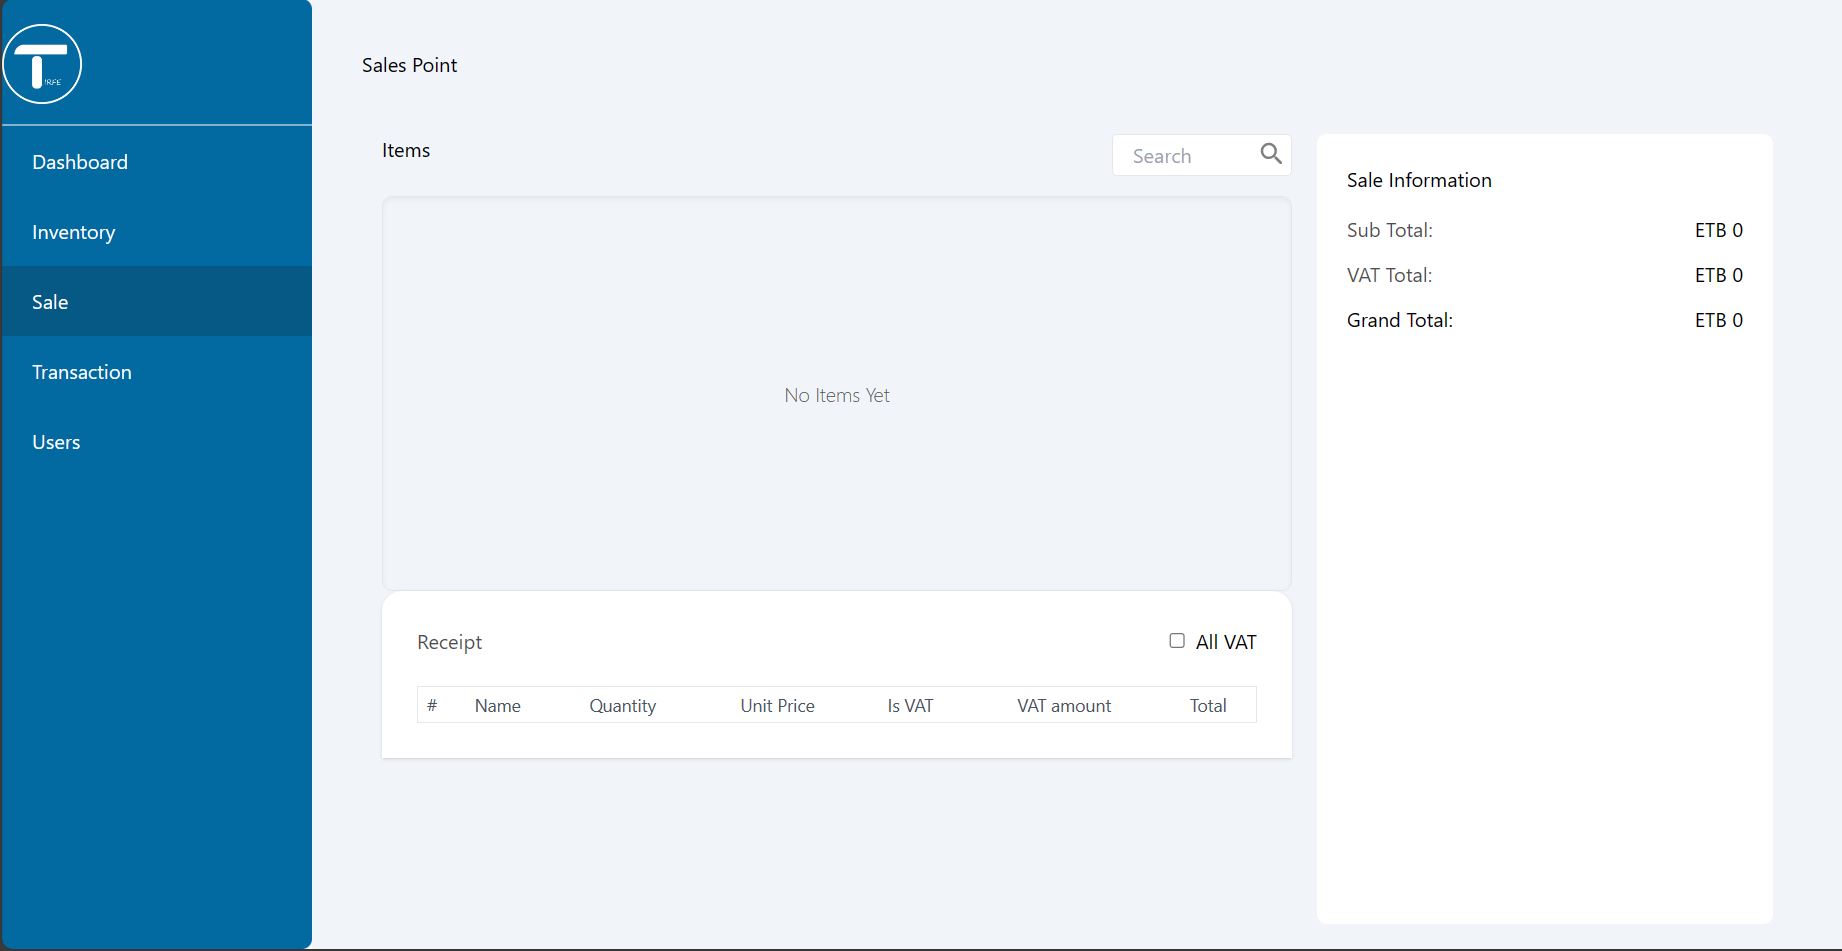 T
IRFE
Dashboard
Inventory
Sale
Transaction
Users
Sales Point
Items
Search
No Items Yet
Receipt
All VAT
# Name Quantity Unit Price Is VAT VAT amount Total
Sale Information
Sub Total: ETB 0
VAT Total: ETB 0
Grand Total: ETB 0